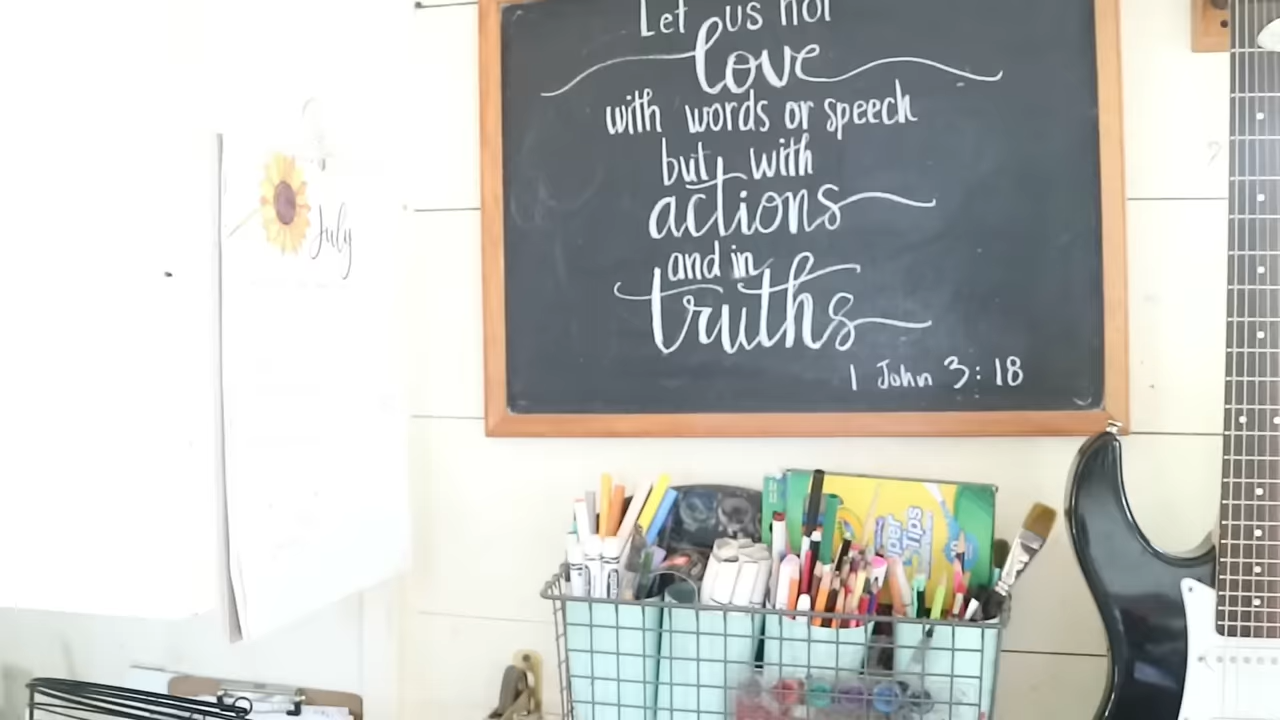 Let us not
love
with words or speech
but with
actions
and in
truths
1 John 3:18
July
Super
Tips